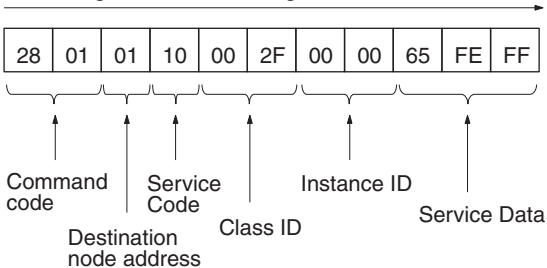 28 01 01 10 00 2F 00 00 65 FE FF
Command
code
Destination
node address
Service
Code
Class ID
Instance ID
Service Data